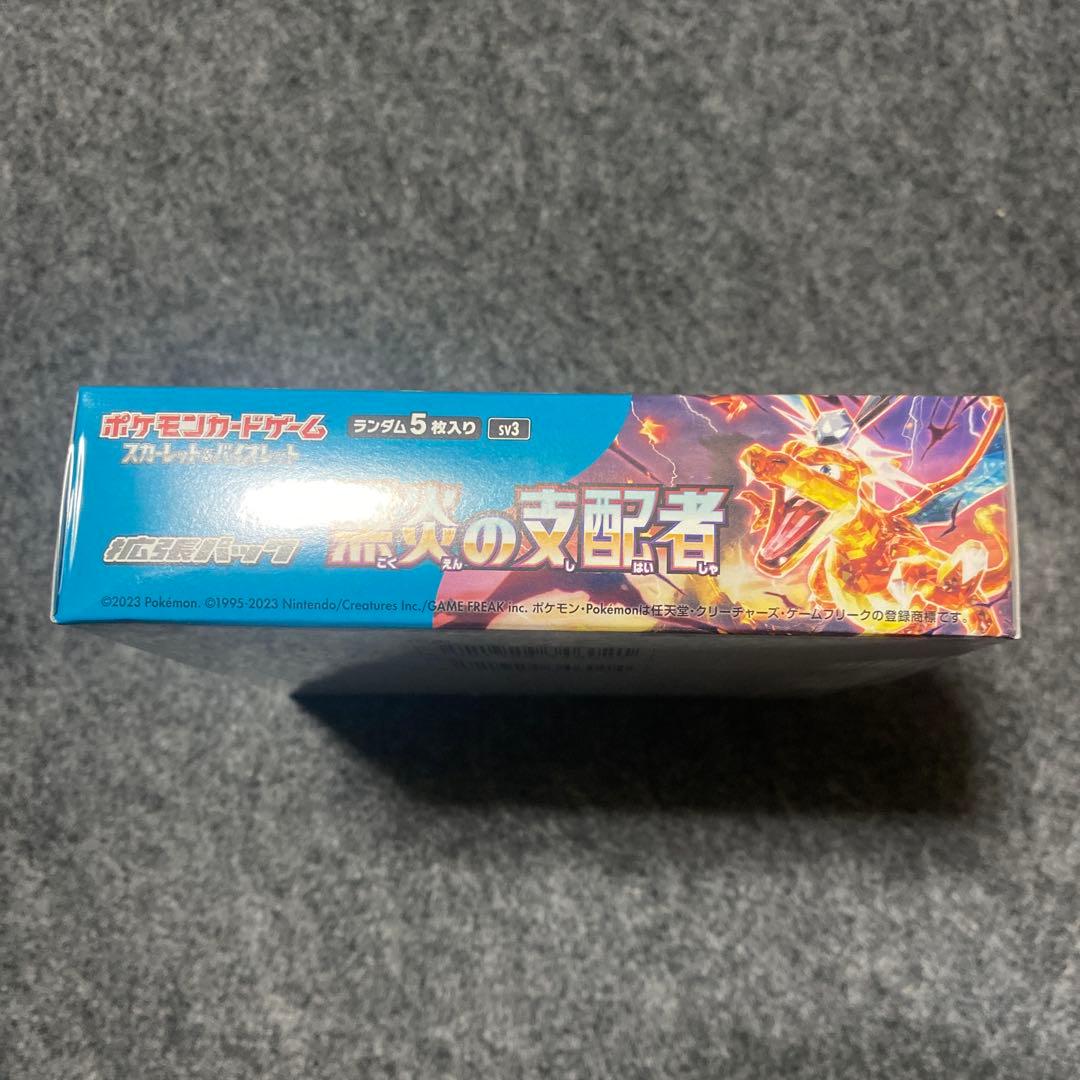 ポケモンカードゲーム
スカーレット&バイオレット
ランダム5枚入り
SV3
拡張パック
黒炎の支配者
こくえん しはいしゃ
©2023 Pokémon. ©1995-2023 Nintendo/Creatures Inc./GAME FREAK inc. ポケモン・Pokémonは任天堂・クリーチャーズ・ゲームフリークの登録商標です。